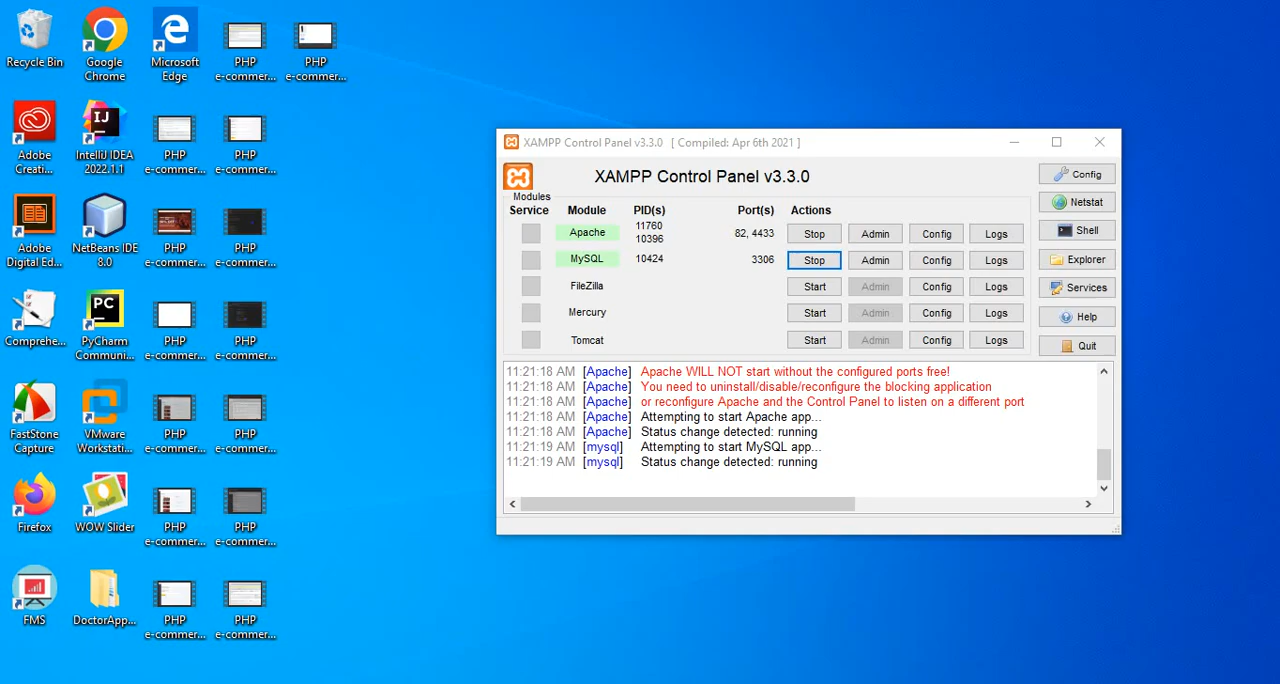 Recycle Bin
Google
Chrome
Microsoft
Edge
PHP
e-commer...
PHP
e-commer...
Adobe
Creati...
IntelliJ IDEA
2022.1.1
PHP
e-commer...
PHP
e-commer...
Adobe
Digital Ed...
NetBeans IDE
8.0
PHP
e-commer...
PHP
e-commer...
Comprehe...
PyCharm
Communi...
PHP
e-commer...
PHP
e-commer...
FastStone
Capture
VMware
Workstati...
PHP
e-commer...
PHP
e-commer...
Firefox
WOW Slider
PHP
e-commer...
PHP
e-commer...
FMS
DoctorApp...
PHP
e-commer...
PHP
e-commer...
XAMPP Control Panel v3.3.0 [ Compiled: Apr 6th 2021 ]
XAMPP Control Panel v3.3.0
Config
Modules
Service Module PID(s) Port(s) Actions
Netstat
Apache 11760 10396 82, 4433 Stop Admin Config Logs
Shell
MySQL 10424 3306 Stop Admin Config Logs
Explorer
FileZilla Start Admin Config Logs
Services
Mercury Start Admin Config Logs
Help
Tomcat Start Admin Config Logs
Quit
11:21:18 AM [Apache] Apache WILL NOT start without the configured ports free!
11:21:18 AM [Apache] You need to uninstall/disable/reconfigure the blocking application
11:21:18 AM [Apache] or reconfigure Apache and the Control Panel to listen on a different port
11:21:18 AM [Apache] Attempting to start Apache app...
11:21:18 AM [Apache] Status change detected: running
11:21:19 AM [mysql] Attempting to start MySQL app...
11:21:19 AM [mysql] Status change detected: running